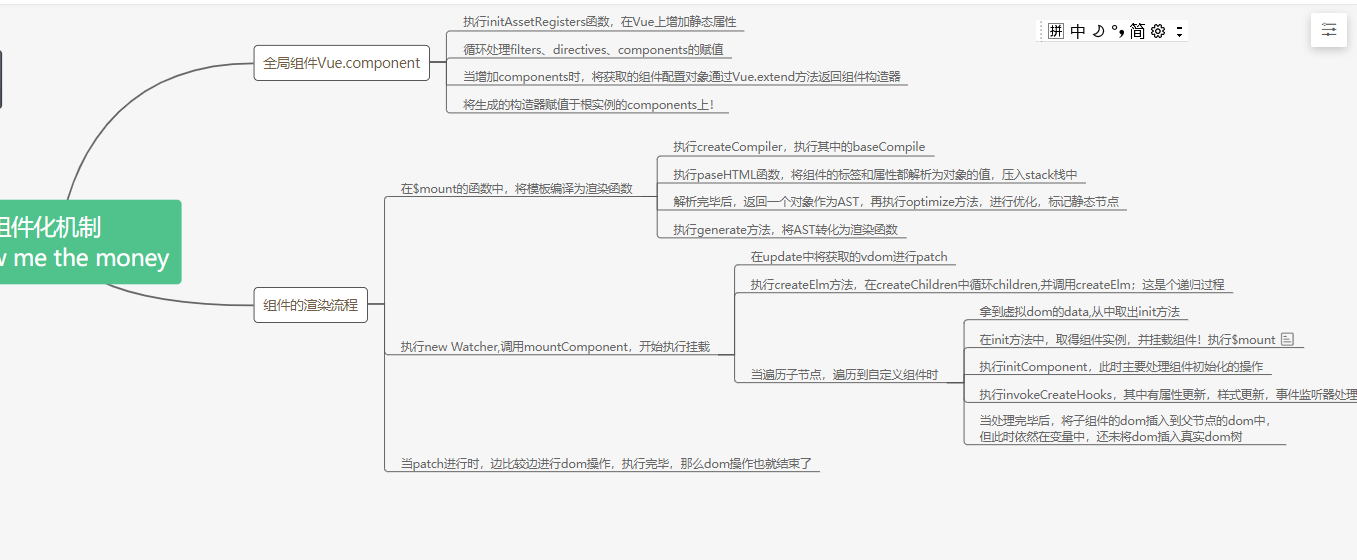 组件化机制
me the money
全局组件Vue.component
执行initAssetRegisters函数，在Vue上增加静态属性
循环处理filters、directives、components的赋值
当增加components时，将获取的组件配置对象通过Vue.extend方法返回组件构造器
将生成的构造器赋值于根实例的components上！
组件的渲染流程
在$mount的函数中，将模板编译为渲染函数
执行createCompiler，执行其中的baseCompile
执行paseHTML函数，将组件的标签和属性都解析为对象的值，压入stack栈中
解析完毕后，返回一个对象作为AST，再执行optimize方法，进行优化，标记静态节点
执行generate方法，将AST转化为渲染函数
执行new Watcher,调用mountComponent，开始执行挂载
在update中将获取的vdom进行patch
执行createElm方法，在createChildren中循环children,并调用createElm；这是个递归过程
当遍历子节点，遍历到自定义组件时
拿到虚拟dom的data,从中取出init方法
在init方法中，取得组件实例，并挂载组件！执行$mount
执行initComponent，此时主要处理组件初始化的操作
执行invokeCreateHooks，其中有属性更新，样式更新，事件监听器处理
当处理完毕后，将子组件的dom插入到父节点的dom中，
但此时依然在变量中，还未将dom插入真实dom树
当patch进行时，边比较边进行dom操作，执行完毕，那么dom操作也就结束了
拼 中 简